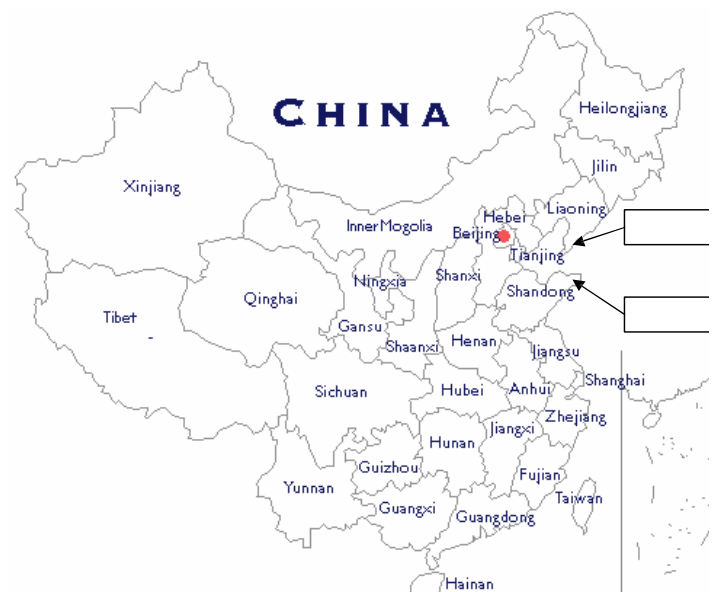 CHINA
Heilongjiang
Jilin
Xinjiang
Liaoning
Hebei
InnerMogolia
Beijing
Tianjing
Shanxi
Ningxia
Shandong
Qinghai
Tibet
Gansu
Henan
Shaanxi
Jiangsu
Shanghai
Sichuan
Hubei
Anhui
Zhejiang
Jiangxi
Hunan
Guizhou
Fujian
Yunnan
Taiwan
Guangxi
Guangdong
Hainan